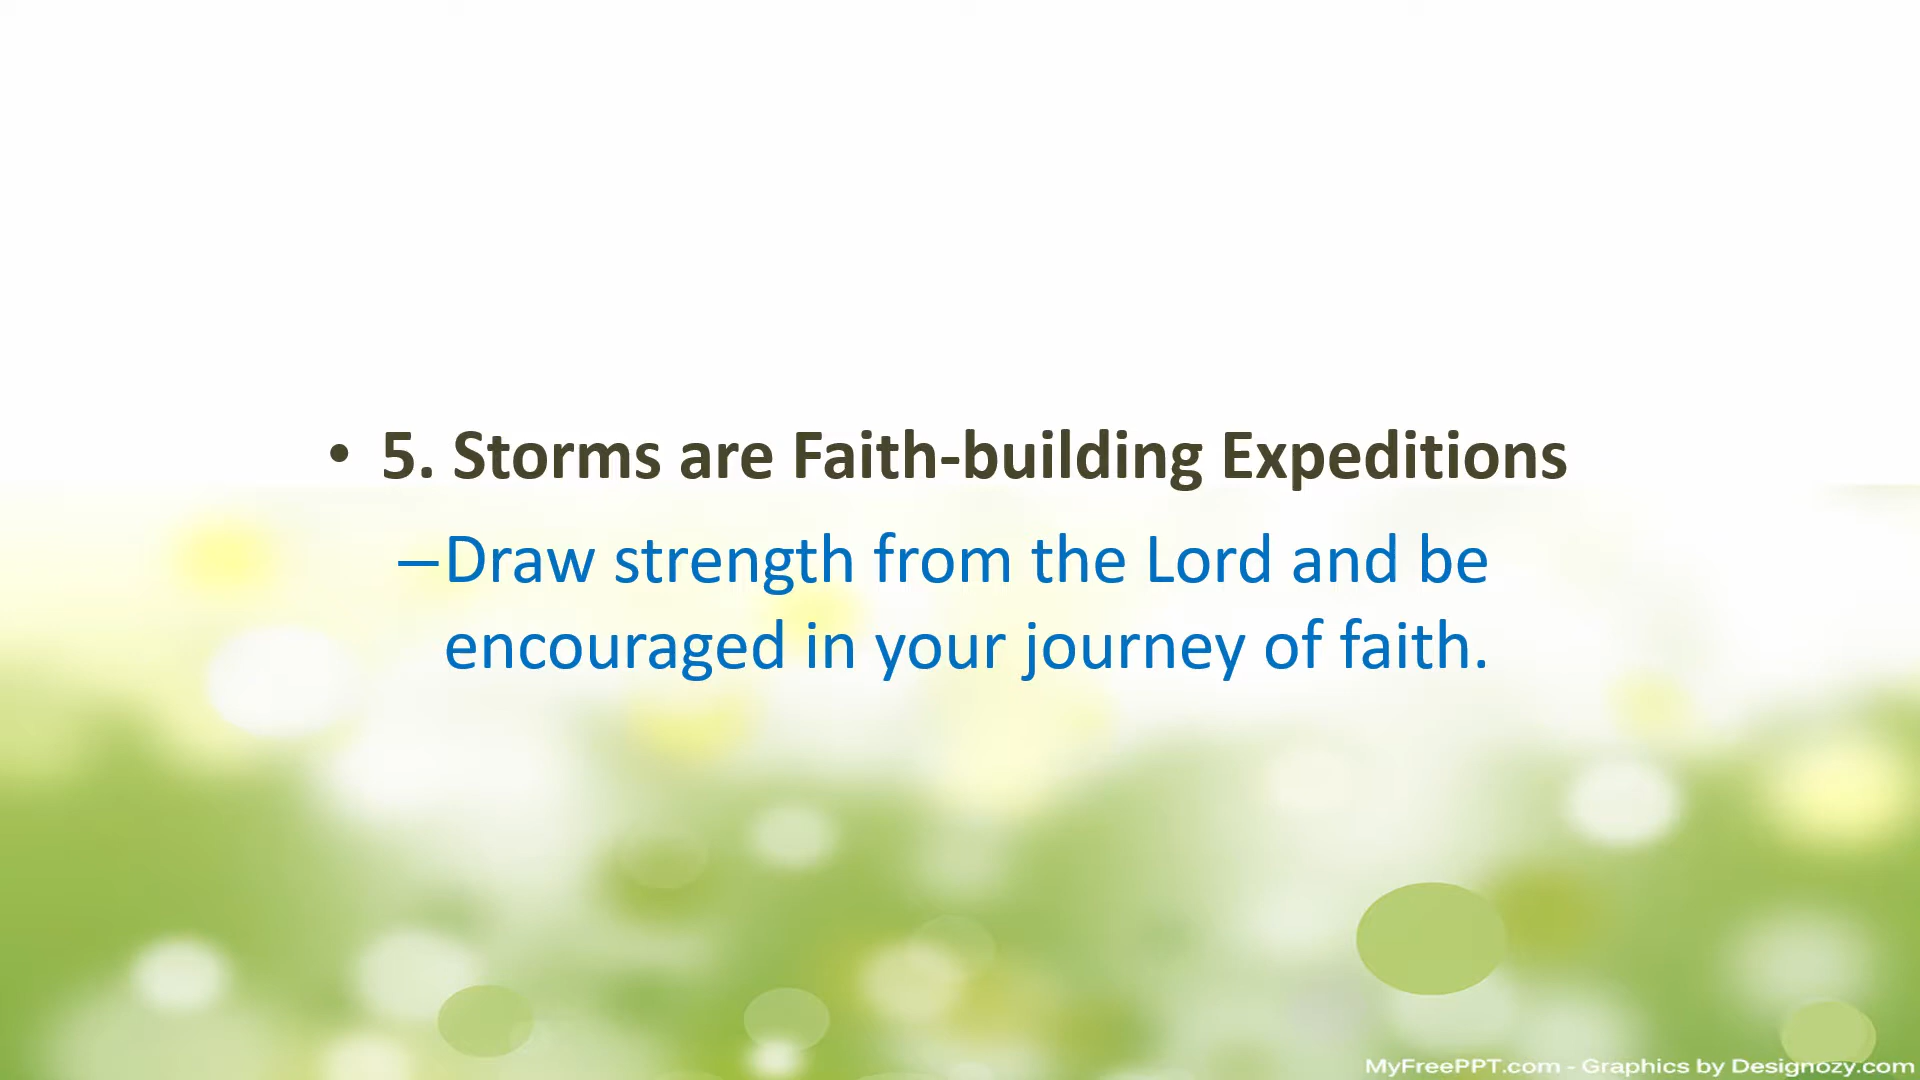 • 5. Storms are Faith-building Expeditions
–Draw strength from the Lord and be
encouraged in your journey of faith.
MyFreePPT.com - Graphics by Designozy.com